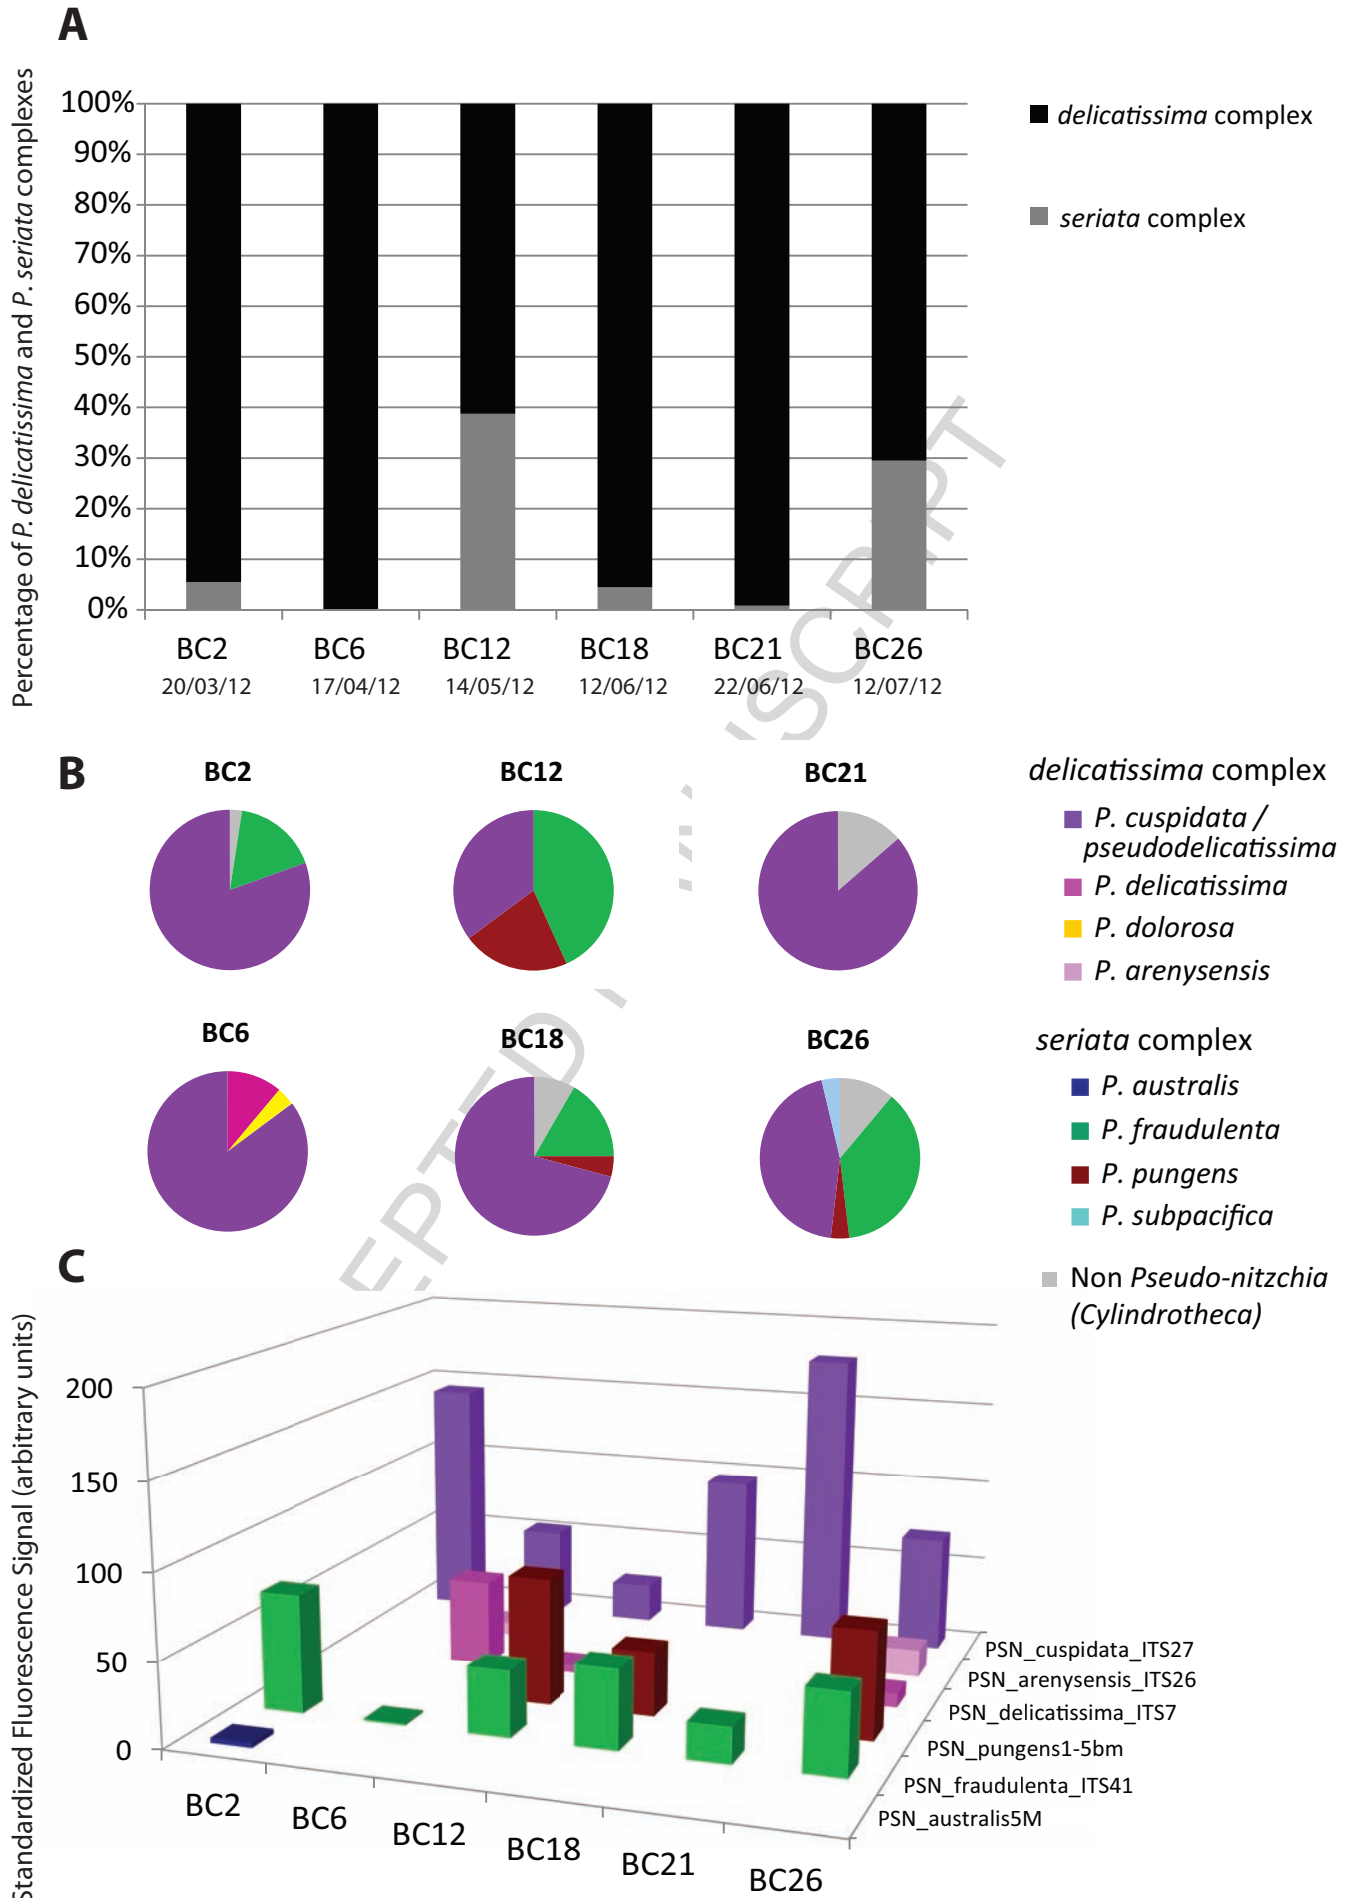 A
Percentage of P. delicatissima and P. seriata complexes
100%
90%
80%
70%
60%
50%
40%
30%
20%
10%
0%
delicatissima complex
seriata complex
BC2 BC6 BC12 BC18 BC21 BC26
20/03/12 17/04/12 14/05/12 12/06/12 22/06/12 12/07/12
B
BC2 BC12 BC21
BC6 BC18 BC26
delicatissima complex
P. cuspidata /
pseudodelicatissima
P. delicatissima
P. dolorosa
P. arenysensis
seriata complex
P. australis
P. fraudulenta
P. pungens
P. subpacifica
Non Pseudo-nitzchia
(Cylindrotheca)
C
Standardized Fluorescence Signal (arbitrary units)
200
150
100
50
0
BC2 BC6 BC12 BC18 BC21 BC26
PSN_cuspidata_ITS27
PSN_arenysensis_ITS26
PSN_delicatissima_ITS7
PSN_pungens1-5bm
PSN_fraudulenta_ITS41
PSN_australis5M